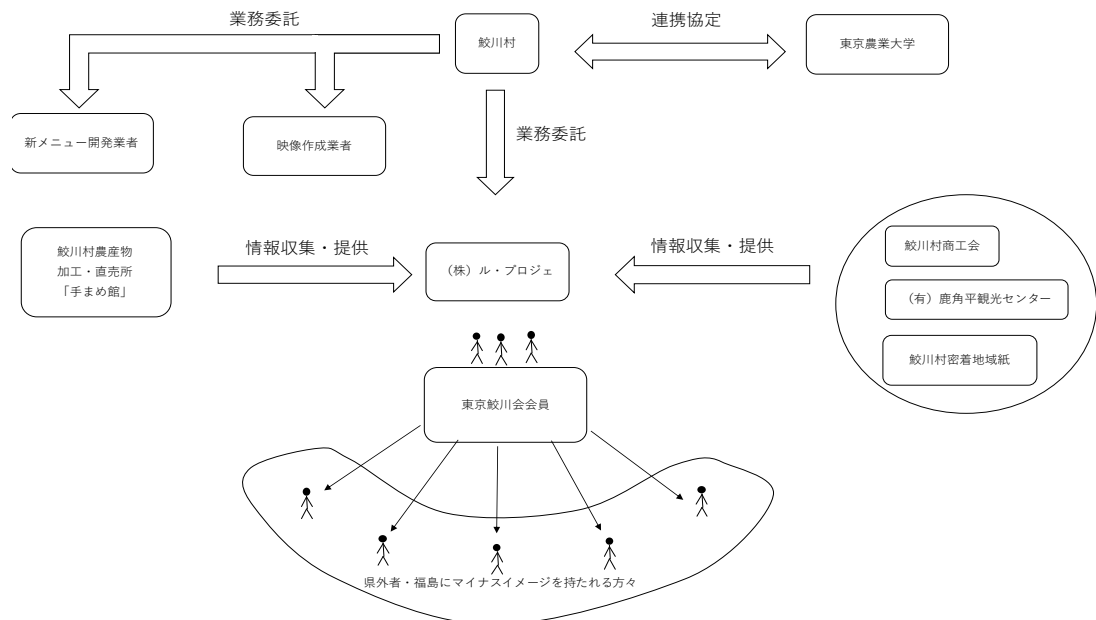 業務委託
鮫川村
連携協定
東京農業大学
新メニュー開発業者
映像作成業者
業務委託
鮫川村農産物
加工・直売所
「手まめ館」
情報収集・提供
(株)ル・プロジェ
情報収集・提供
鮫川村商工会
(有)鹿角平観光センター
鮫川村密着地域紙
東京鮫川会会員
県外者・福島にマイナスイメージを持たれる方々